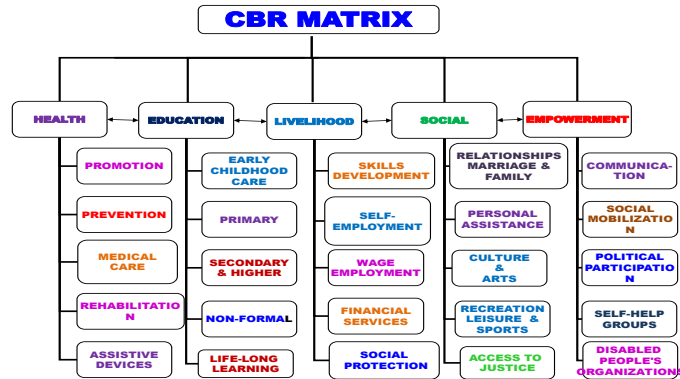 CBR MATRIX
HEALTH
EDUCATION
LIVELIHOOD
SOCIAL
EMPOWERMENT
PROMOTION
PREVENTION
MEDICAL
CARE
REHABILITATIO
N
ASSISTIVE
DEVICES
EARLY
CHILDHOOD
CARE
PRIMARY
SECONDARY
& HIGHER
NON-FORMAL
LIFE-LONG
LEARNING
SKILLS
DEVELOPMENT
SELF-
EMPLOYMENT
WAGE
EMPLOYMENT
FINANCIAL
SERVICES
SOCIAL
PROTECTION
RELATIONSHIPS
MARRIAGE &
FAMILY
PERSONAL
ASSISTANCE
CULTURE
&
ARTS
RECREATION
LEISURE &
SPORTS
ACCESS TO
JUSTICE
COMMUNICA-
TION
SOCIAL
MOBILIZATIO
N
POLITICAL
PARTICIPATIO
N
SELF-HELP
GROUPS
DISABLED
PEOPLE'S
ORGANIZATIONS